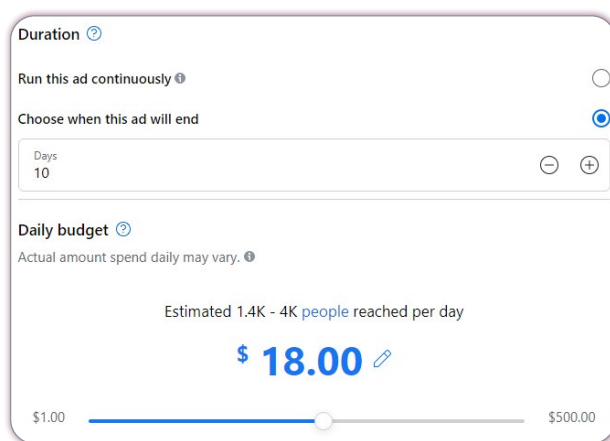 Duration
Run this ad continuously
Choose when this ad will end
Days
10
Daily budget
Actual amount spend daily may vary.
Estimated 1.4K - 4K people reached per day
$ 18.00
$1.00 $500.00